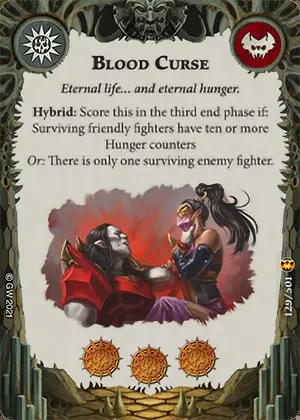 BLOOD CURSE
Eternal life... and eternal hunger.
Hybrid: Score this in the third end phase if:
Surviving friendly fighters have ten or more
Hunger counters
Or: There is only one surviving enemy fighter.
© GW 2021
129/501